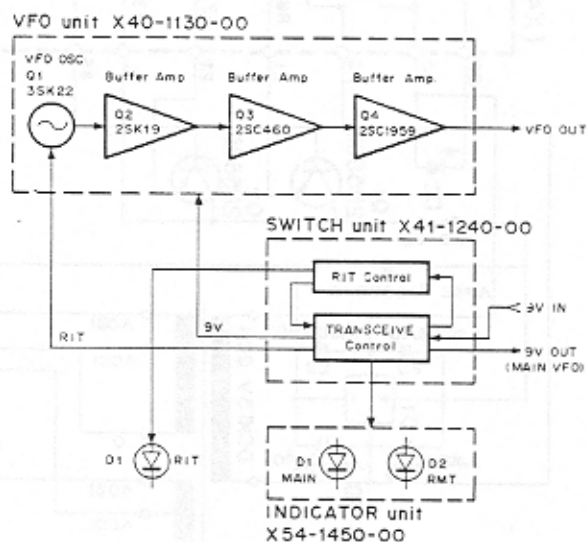 VFO unit X40-1130-00
VFO OSC
Q1
3SK22
Buffer Amp
Q2
2SK19
Buffer Amp
Q3
2SC460
Buffer Amp.
Q4
2SC1959
VFO OUT
SWITCH unit X41-1240-00
RIT Control
TRANSCEIVE
Control
9V IN
9V OUT
(MAIN VFO)
9V
RIT
D1 RIT
D1
MAIN
D2
RMT
INDICATOR unit
X54-1450-00